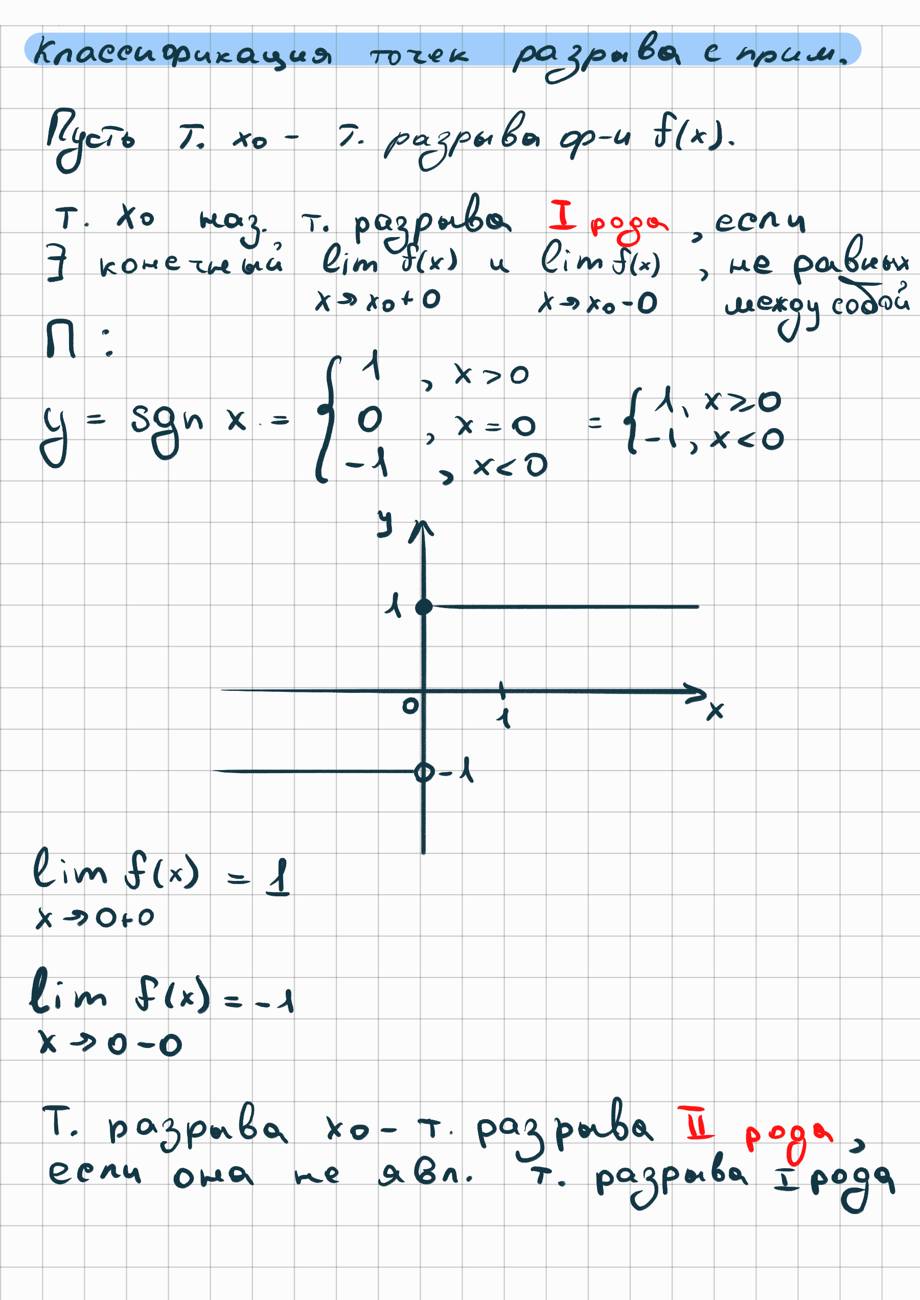 Классификация точек разрыва с прим.
Пусть т. x₀ - т. разрыва ф-и f(x).
т. x₀ наз. т. разрыва I рода, если
∃ конечный lim f(x) и lim f(x), не равных
x→x₀+0 x→x₀-0 между собой
П:
y = sgn x = { 1, x>0
0, x=0 = { 1, x≥0
-1, x<0
-1, x<0
y
1
0
1
x
-1
lim f(x) = 1
x→0+0
lim f(x) = -1
x→0-0
Т. разрыва x₀ - т. разрыва II рода,
если она не явл. т. разрыва I рода